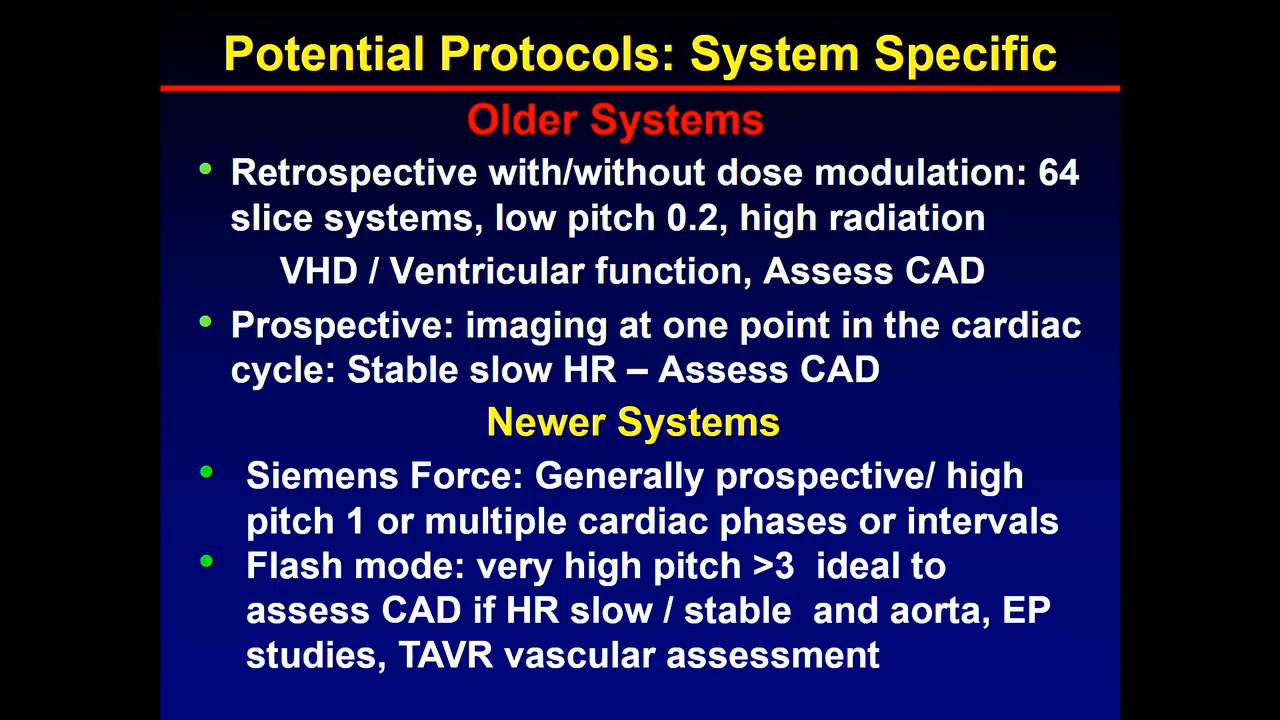 Potential Protocols: System Specific
Older Systems
• Retrospective with/without dose modulation: 64
slice systems, low pitch 0.2, high radiation
VHD / Ventricular function, Assess CAD
• Prospective: imaging at one point in the cardiac
cycle: Stable slow HR – Assess CAD
Newer Systems
• Siemens Force: Generally prospective/ high
pitch 1 or multiple cardiac phases or intervals
• Flash mode: very high pitch >3 ideal to
assess CAD if HR slow / stable and aorta, EP
studies, TAVR vascular assessment